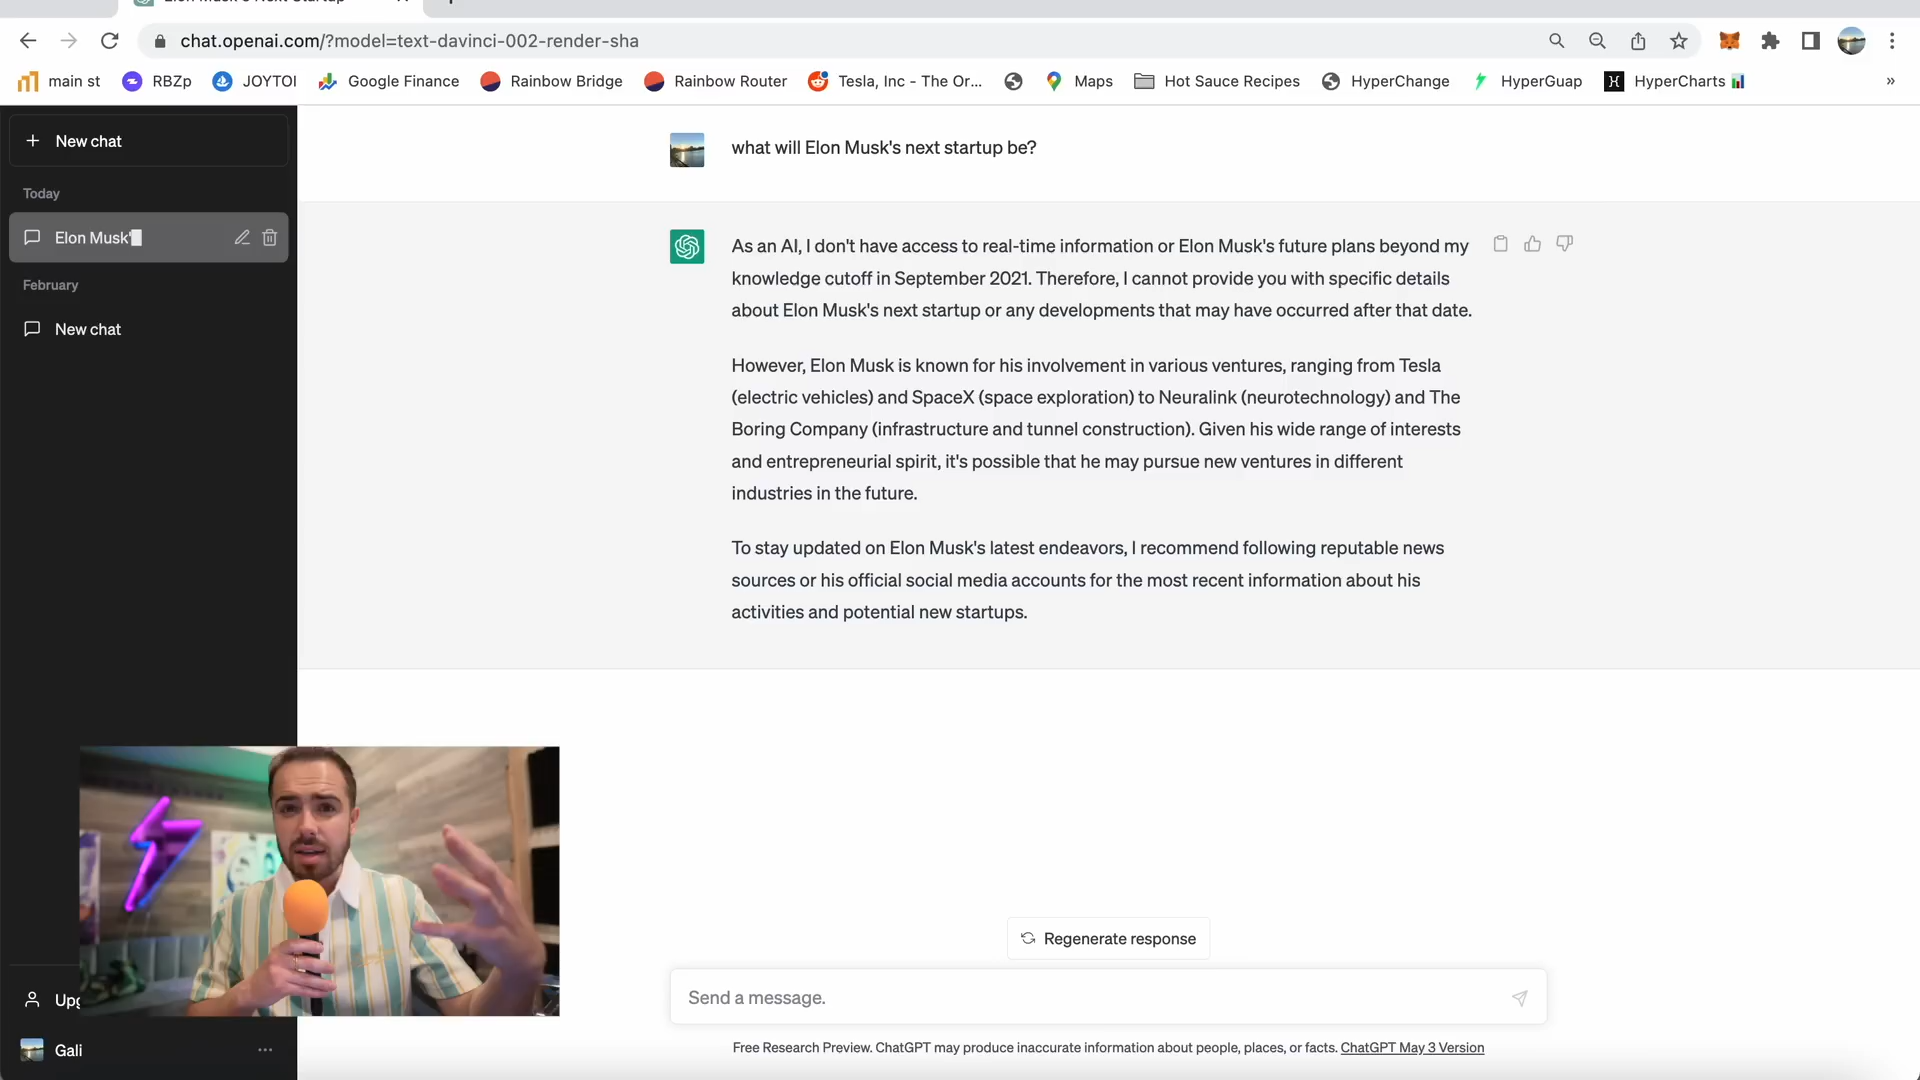 chat.openai.com/?model=text-davinci-002-render-sha
main st RBZp JOYTOI Google Finance Rainbow Bridge Rainbow Router Tesla, Inc - The Or... Maps Hot Sauce Recipes HyperChange HyperGuap HyperCharts »
+ New chat
Today
Elon Musk'
February
New chat
what will Elon Musk's next startup be?
As an AI, I don't have access to real-time information or Elon Musk's future plans beyond my
knowledge cutoff in September 2021. Therefore, I cannot provide you with specific details
about Elon Musk's next startup or any developments that may have occurred after that date.
However, Elon Musk is known for his involvement in various ventures, ranging from Tesla
(electric vehicles) and SpaceX (space exploration) to Neuralink (neurotechnology) and The
Boring Company (infrastructure and tunnel construction). Given his wide range of interests
and entrepreneurial spirit, it's possible that he may pursue new ventures in different
industries in the future.
To stay updated on Elon Musk's latest endeavors, I recommend following reputable news
sources or his official social media accounts for the most recent information about his
activities and potential new startups.
Regenerate response
Send a message.
Free Research Preview. ChatGPT may produce inaccurate information about people, places, or facts. ChatGPT May 3 Version
Upg
Gali